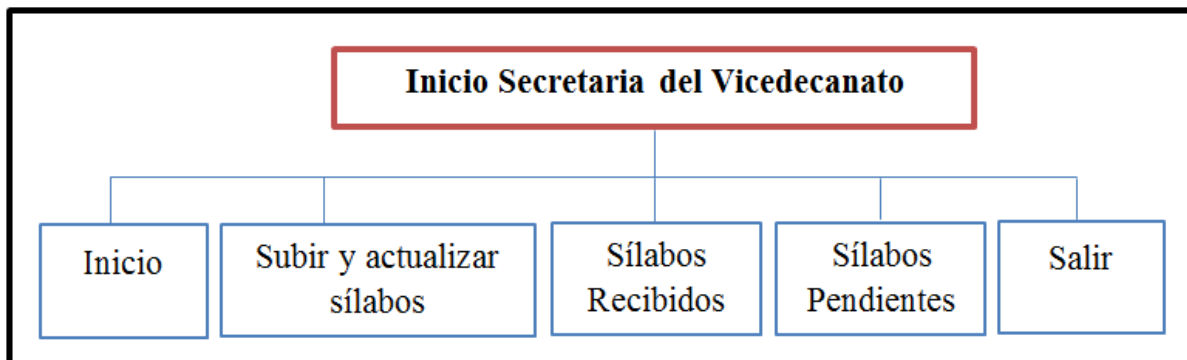 Inicio Secretaria del Vicedecanato
Inicio
Subir y actualizar
sílabos
Sílabos
Recibidos
Sílabos
Pendientes
Salir